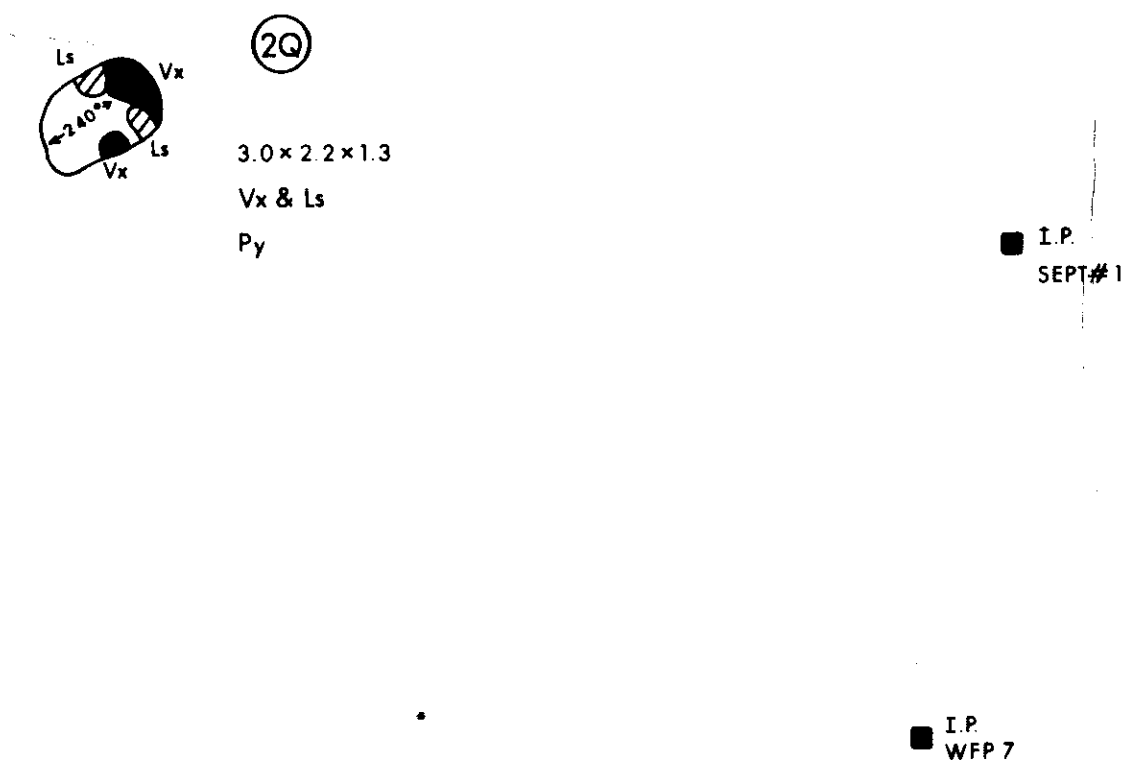 2Q
Ls
Vx
240°
Ls
Vx
3.0 × 2.2 × 1.3
Vx & Ls
Py
I.P.
SEPT#1
I.P.
WFP 7